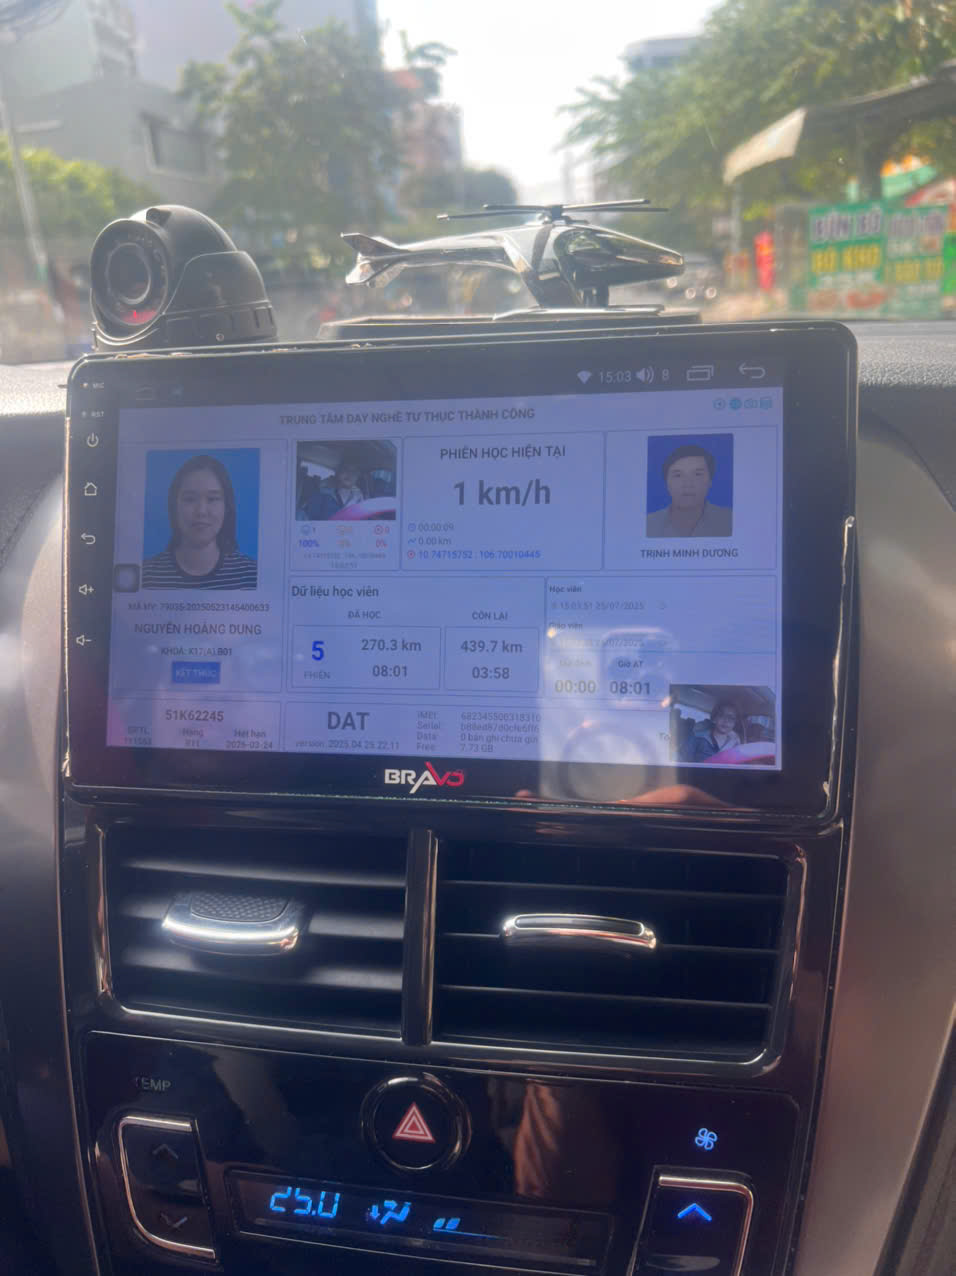 MIC
RST
15:03
8
TRUNG TÂM DẠY NGHỀ TƯ THỤC THÀNH CÔNG
1
100%
0%
0
0%
PHIÊN HỌC HIỆN TẠI
1 km/h
00:00:09
0.00 km
10.74715752 : 106.70010445
TRỊNH MINH DƯƠNG
MÃ HV: 79035-20250523145400633
NGUYỄN HOÀNG DUNG
KHOÁ: K17(A).B01
KẾT THÚC
Dữ liệu học viên
ĐÃ HỌC
CÒN LẠI
5
PHIÊN
270.3 km
08:01
439.7 km
03:58
Học viên
15:03:51 25/07/2025
Giáo viên
Giờ đêm
Giờ AT
00:00
08:01
51K62245
GPTL
Hạng
Hết hạn
2026-03-24
DAT
version: 2025.04.25.22.11
IMEI:
Serial:
Data: 0 bản ghi chưa gửi
Free: 7.73 GB
BRAVO
TEMP
25.0